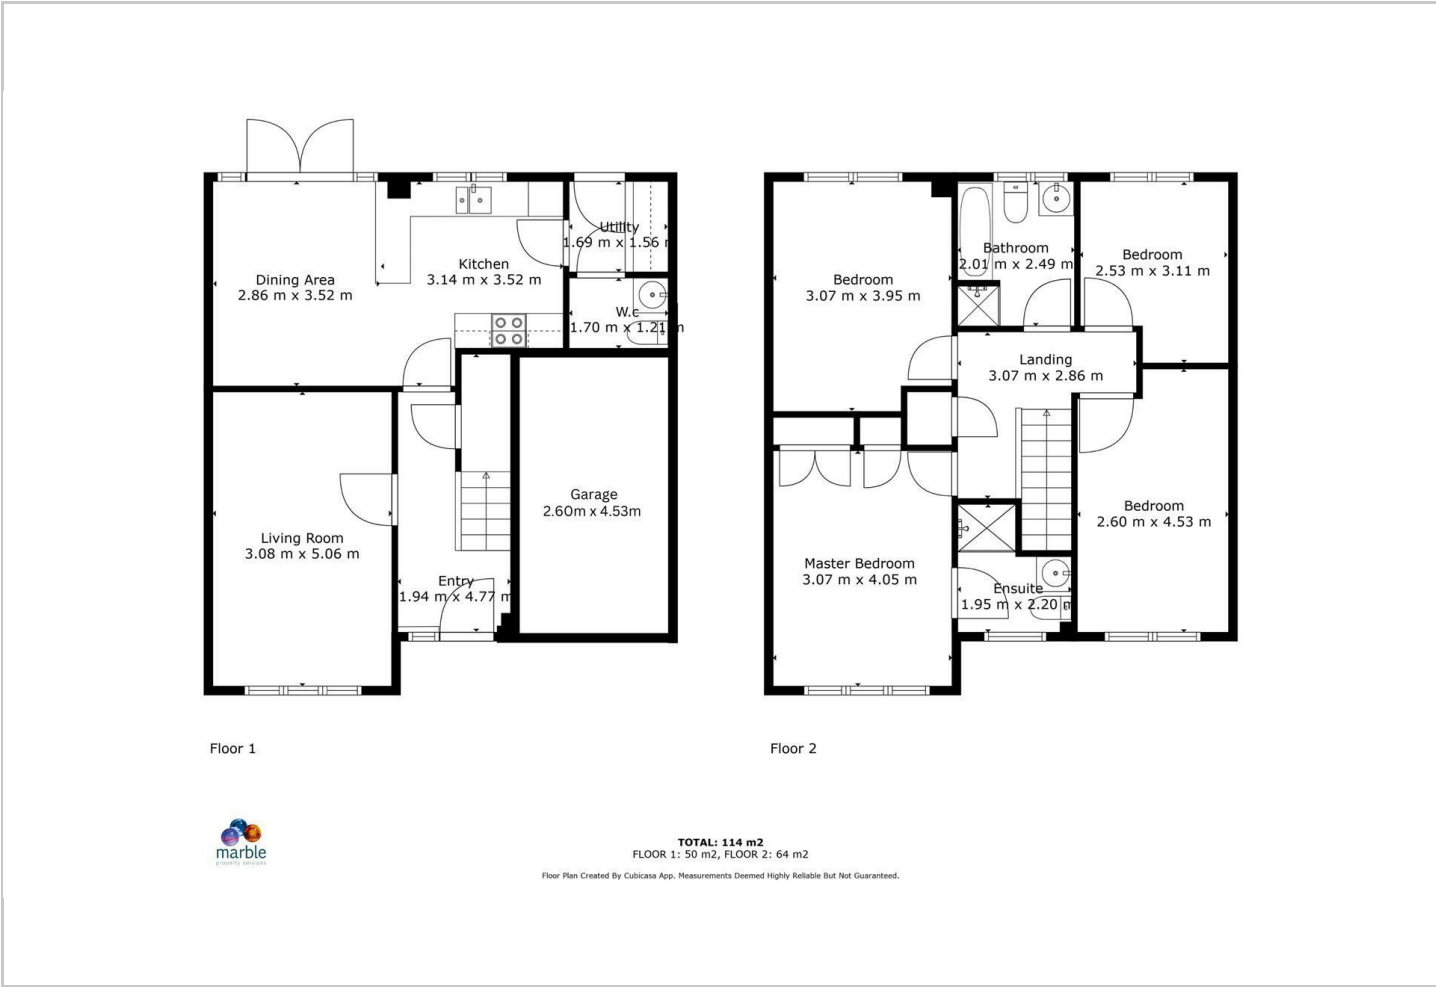 Utility
1.69 m x 1.56 m
Kitchen
3.14 m x 3.52 m
Dining Area
2.86 m x 3.52 m
W.c
1.70 m x 1.21 m
Garage
2.60m x 4.53m
Living Room
3.08 m x 5.06 m
Entry
1.94 m x 4.77 m
Floor 1
Bathroom
2.01 m x 2.49 m
Bedroom
2.53 m x 3.11 m
Bedroom
3.07 m x 3.95 m
Landing
3.07 m x 2.86 m
Bedroom
2.60 m x 4.53 m
Master Bedroom
3.07 m x 4.05 m
Ensuite
1.95 m x 2.20 m
Floor 2
marble
property services
TOTAL: 114 m2
FLOOR 1: 50 m2, FLOOR 2: 64 m2
Floor Plan Created By Cubicasa App. Measurements Deemed Highly Reliable But Not Guaranteed.